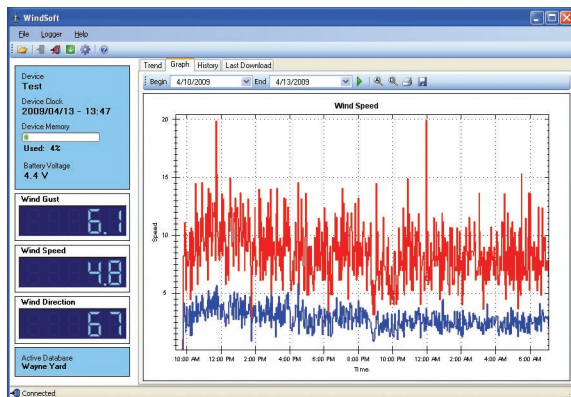 WindSoft
File Logger Help
Device
Test
Device Clock
2009/04/13 - 13:47
Device Memory
Used: 4%
Battery Voltage
4.4 V
Wind Gust
6.1
Wind Speed
4.8
Wind Direction
67
Active Database
Wayne Yard
Trend Graph History Last Download
Begin 4/10/2009 End 4/13/2009
Wind Speed
20
15
10
5
Speed
10:00 AM 12:00 PM 2:00 PM 4:00 PM 6:00 PM 8:00 PM 10:00 PM 12:00 AM 2:00 AM 4:00 AM 6:00 AM
Time
Connected